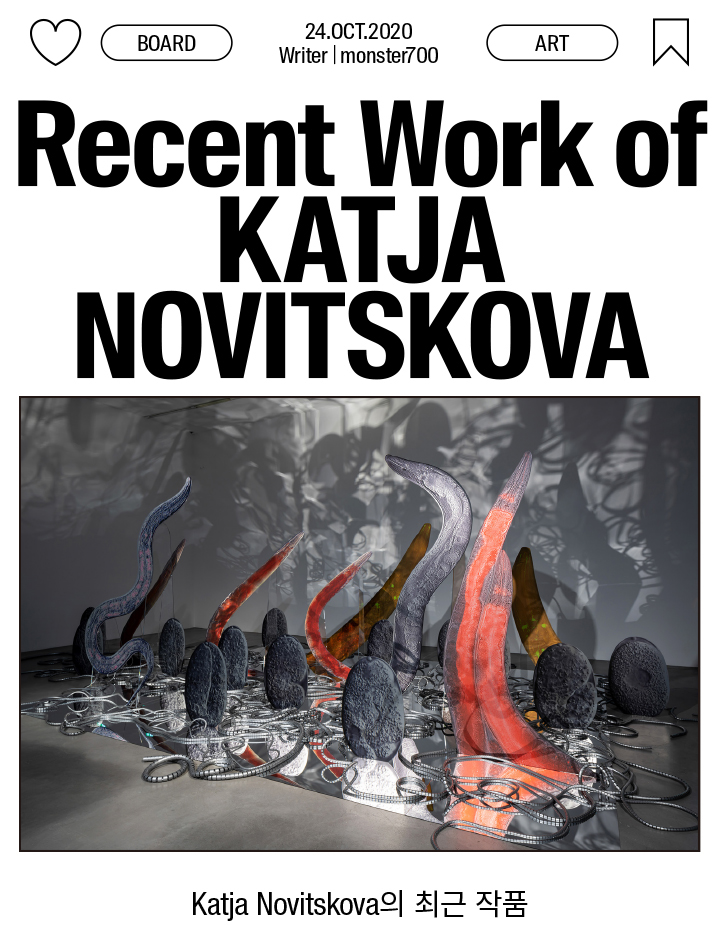 BOARD
24.OCT.2020
Writer | monster700
ART
Recent Work of
KATJA
NOVITSKOVA
Katja Novitskova의 최근 작품